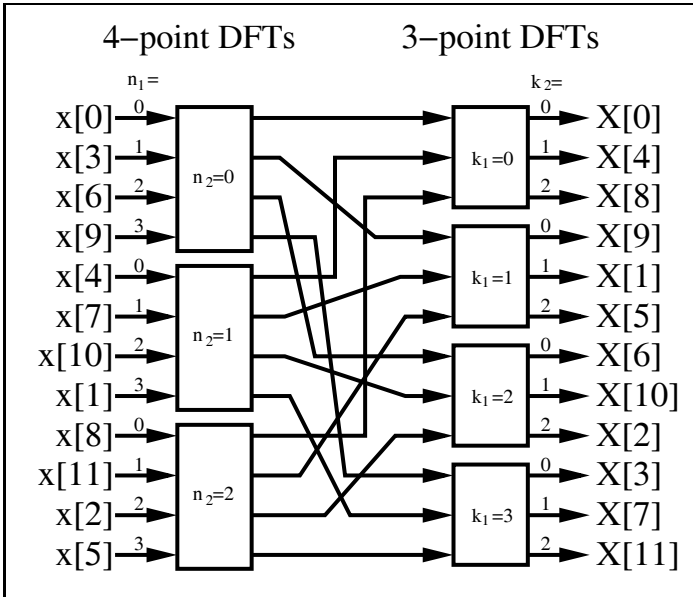 4-point DFTs 3-point DFTs
n₁= k₂=
x[0] 0 0 X[0]
x[3] 1 n₂=0 k₁=0 1 X[4]
x[6] 2 2 X[8]
x[9] 3 0 X[9]
x[4] 0 k₁=1 1 X[1]
x[7] 1 n₂=1 2 X[5]
x[10] 2 0 X[6]
x[1] 3 k₁=2 1 X[10]
x[8] 0 2 X[2]
x[11] 1 n₂=2 0 X[3]
x[2] 2 k₁=3 1 X[7]
x[5] 3 2 X[11]